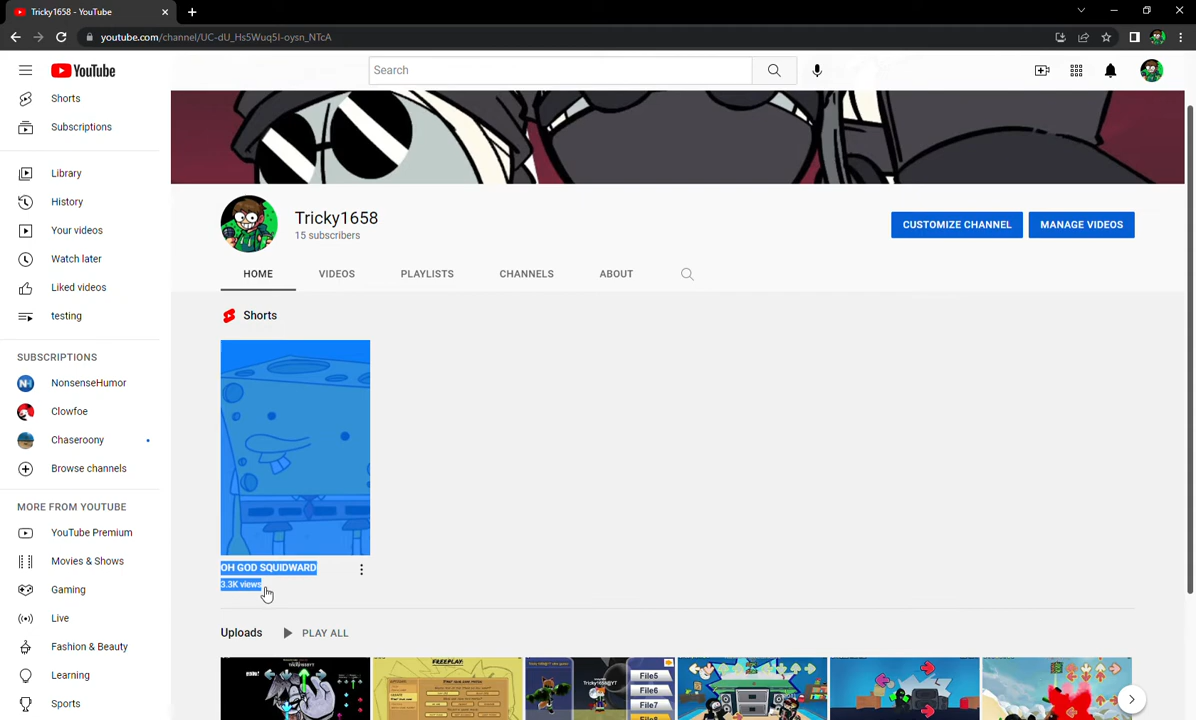 Tricky1658 - YouTube
youtube.com/channel/UC-dU_Hs5Wuq5I-oysn_NTcA
YouTube
Search
Shorts
Subscriptions
Library
History
Your videos
Watch later
Liked videos
testing
SUBSCRIPTIONS
NonsenseHumor
Clowfoe
Chaseroony
Browse channels
MORE FROM YOUTUBE
YouTube Premium
Movies & Shows
Gaming
Live
Fashion & Beauty
Learning
Sports
Tricky1658
15 subscribers
CUSTOMIZE CHANNEL
MANAGE VIDEOS
HOME
VIDEOS
PLAYLISTS
CHANNELS
ABOUT
Shorts
OH GOD SQUIDWARD
3.3K views
Uploads
PLAY ALL
FREEPLAY
File5
File6
File7
File8